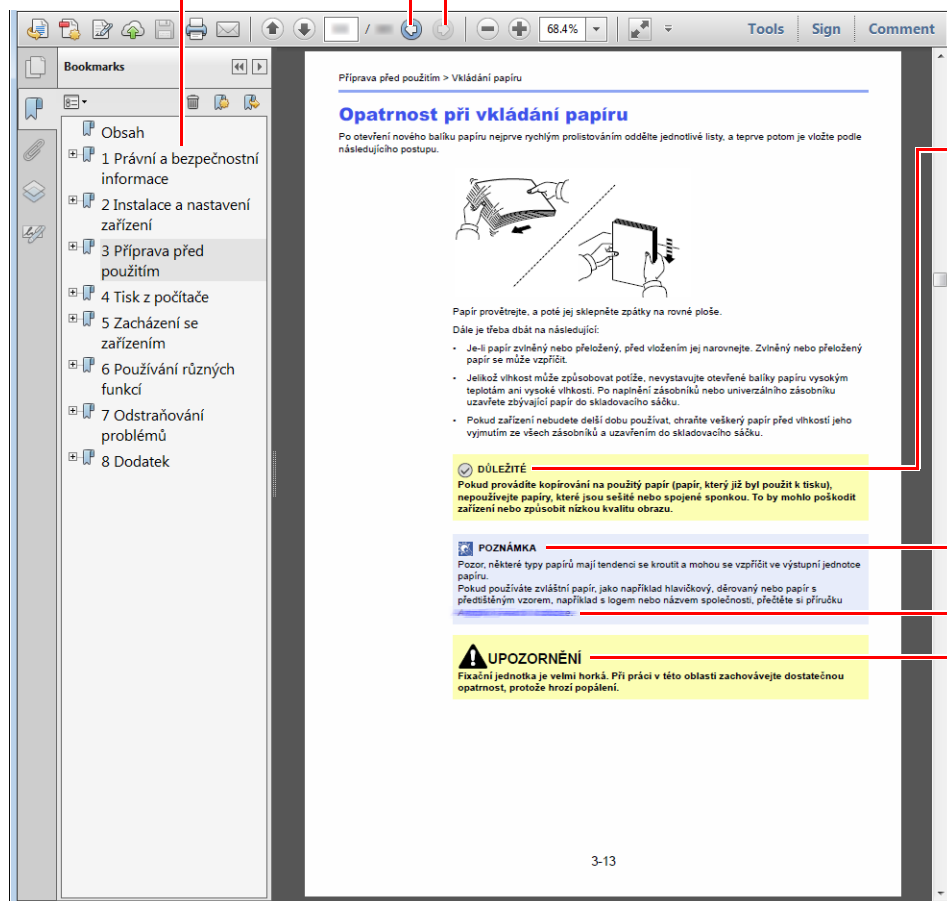 /
68.4%
Tools
Sign
Comment
Bookmarks
Obsah
1 Právní a bezpečnostní
informace
2 Instalace a nastavení
zařízení
3 Příprava před
použitím
4 Tisk z počítače
5 Zacházení se
zařízením
6 Používání různých
funkcí
7 Odstraňování
problémů
8 Dodatek
Příprava před použitím > Vkládání papíru
Opatrnost při vkládání papíru
Po otevření nového balíku papíru nejprve rychlým prolistováním oddělte jednotlivé listy, a teprve potom je vložte podle
následujícího postupu.
Papír provětrejte, a poté jej sklepněte zpátky na rovné ploše.
Dále je třeba dbát na následující:
• Je-li papír zvlněný nebo přeložený, před vložením jej narovnejte. Zvlněný nebo přeložený
papír se může vzpříčit.
• Jelikož vlhkost může způsobovat potíže, nevystavujte otevřené balíky papíru vysokým
teplotám ani vysoké vlhkosti. Po naplnění zásobníků nebo univerzálního zásobníku
uzavřete zbývající papír do skladovacího sáčku.
• Pokud zařízení nebudete delší dobu používat, chraňte veškerý papír před vlhkostí jeho
vyjmutím ze všech zásobníků a uzavřením do skladovacího sáčku.
DŮLEŽITÉ
Pokud provádíte kopírování na použitý papír (papír, který již byl použit k tisku),
nepoužívejte papíry, které jsou sešité nebo spojené sponkou. To by mohlo poškodit
zařízení nebo způsobit nízkou kvalitu obrazu.
POZNÁMKA
Pozor, některé typy papírů mají tendenci se kroutit a mohou se vzpříčit ve výstupní jednotce
papíru.
Pokud používáte zvláštní papír, jako například hlavičkový, děrovaný nebo papír s
předtištěným vzorem, například s logem nebo názvem společnosti, přečtěte si příručku
UPOZORNĚNÍ
Fixační jednotka je velmi horká. Při práci v této oblasti zachovávejte dostatečnou
opatrnost, protože hrozí popálení.
3-13